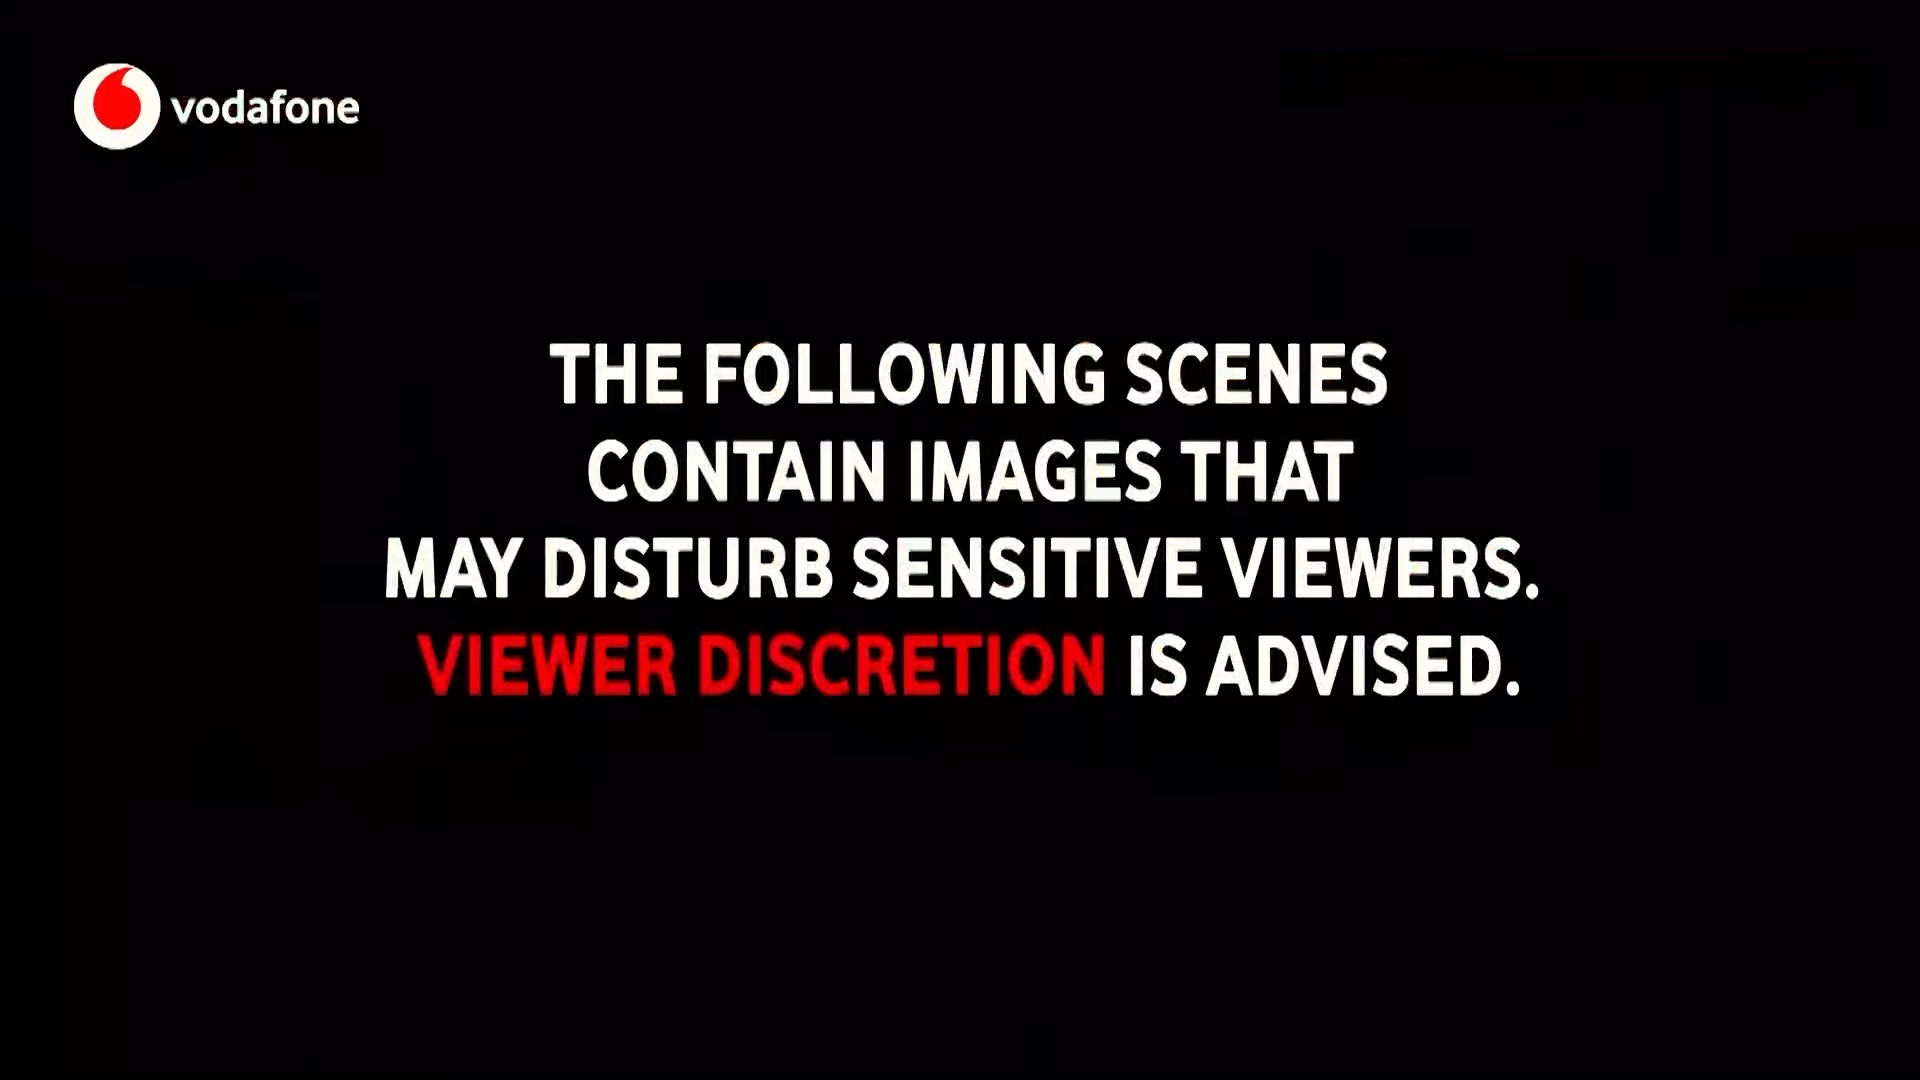 vodafone
THE FOLLOWING SCENES
CONTAIN IMAGES THAT
MAY DISTURB SENSITIVE VIEWERS.
VIEWER DISCRETION IS ADVISED.